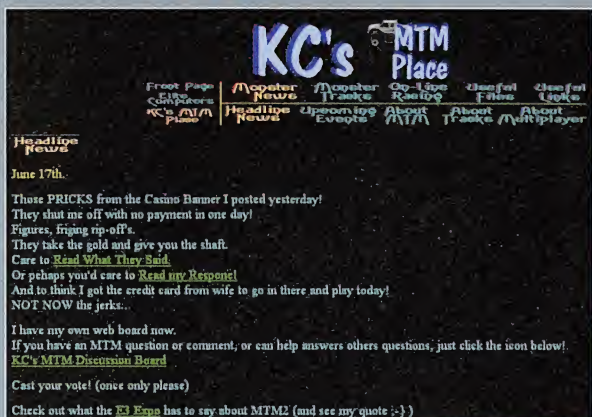 KC's MTM
Place
Front Page
Elite
Computers
KC's MTM
Place
Monster
News
Monster
Tracks
On-Line
Racing
Useful
Files
Useful
Links
Headline
News
Upcoming
Events
About
MTM
About
Tracks
About
Multiplayer
Headline
News
June 17th.
Those PRICKS from the Casino Banner I posted yesterday!
They shut me off with no payment in one day!
Figures, friging rip-off's.
They take the gold and give you the shaft.
Care to Read What They Said.
Or pehaps you'd care to Read my Respone!
And to think I got the credit card from wife to go in there and play today!
NOT NOW the jerks...
I have my own web board now.
If you have an MTM question or comment, or can help answers others questions, just click the icon below!
KC's MTM Discussion Board
Cast your vote! (once only please)
Check out what the E3 Expo has to say about MTM2 (and see my quote ;-} )